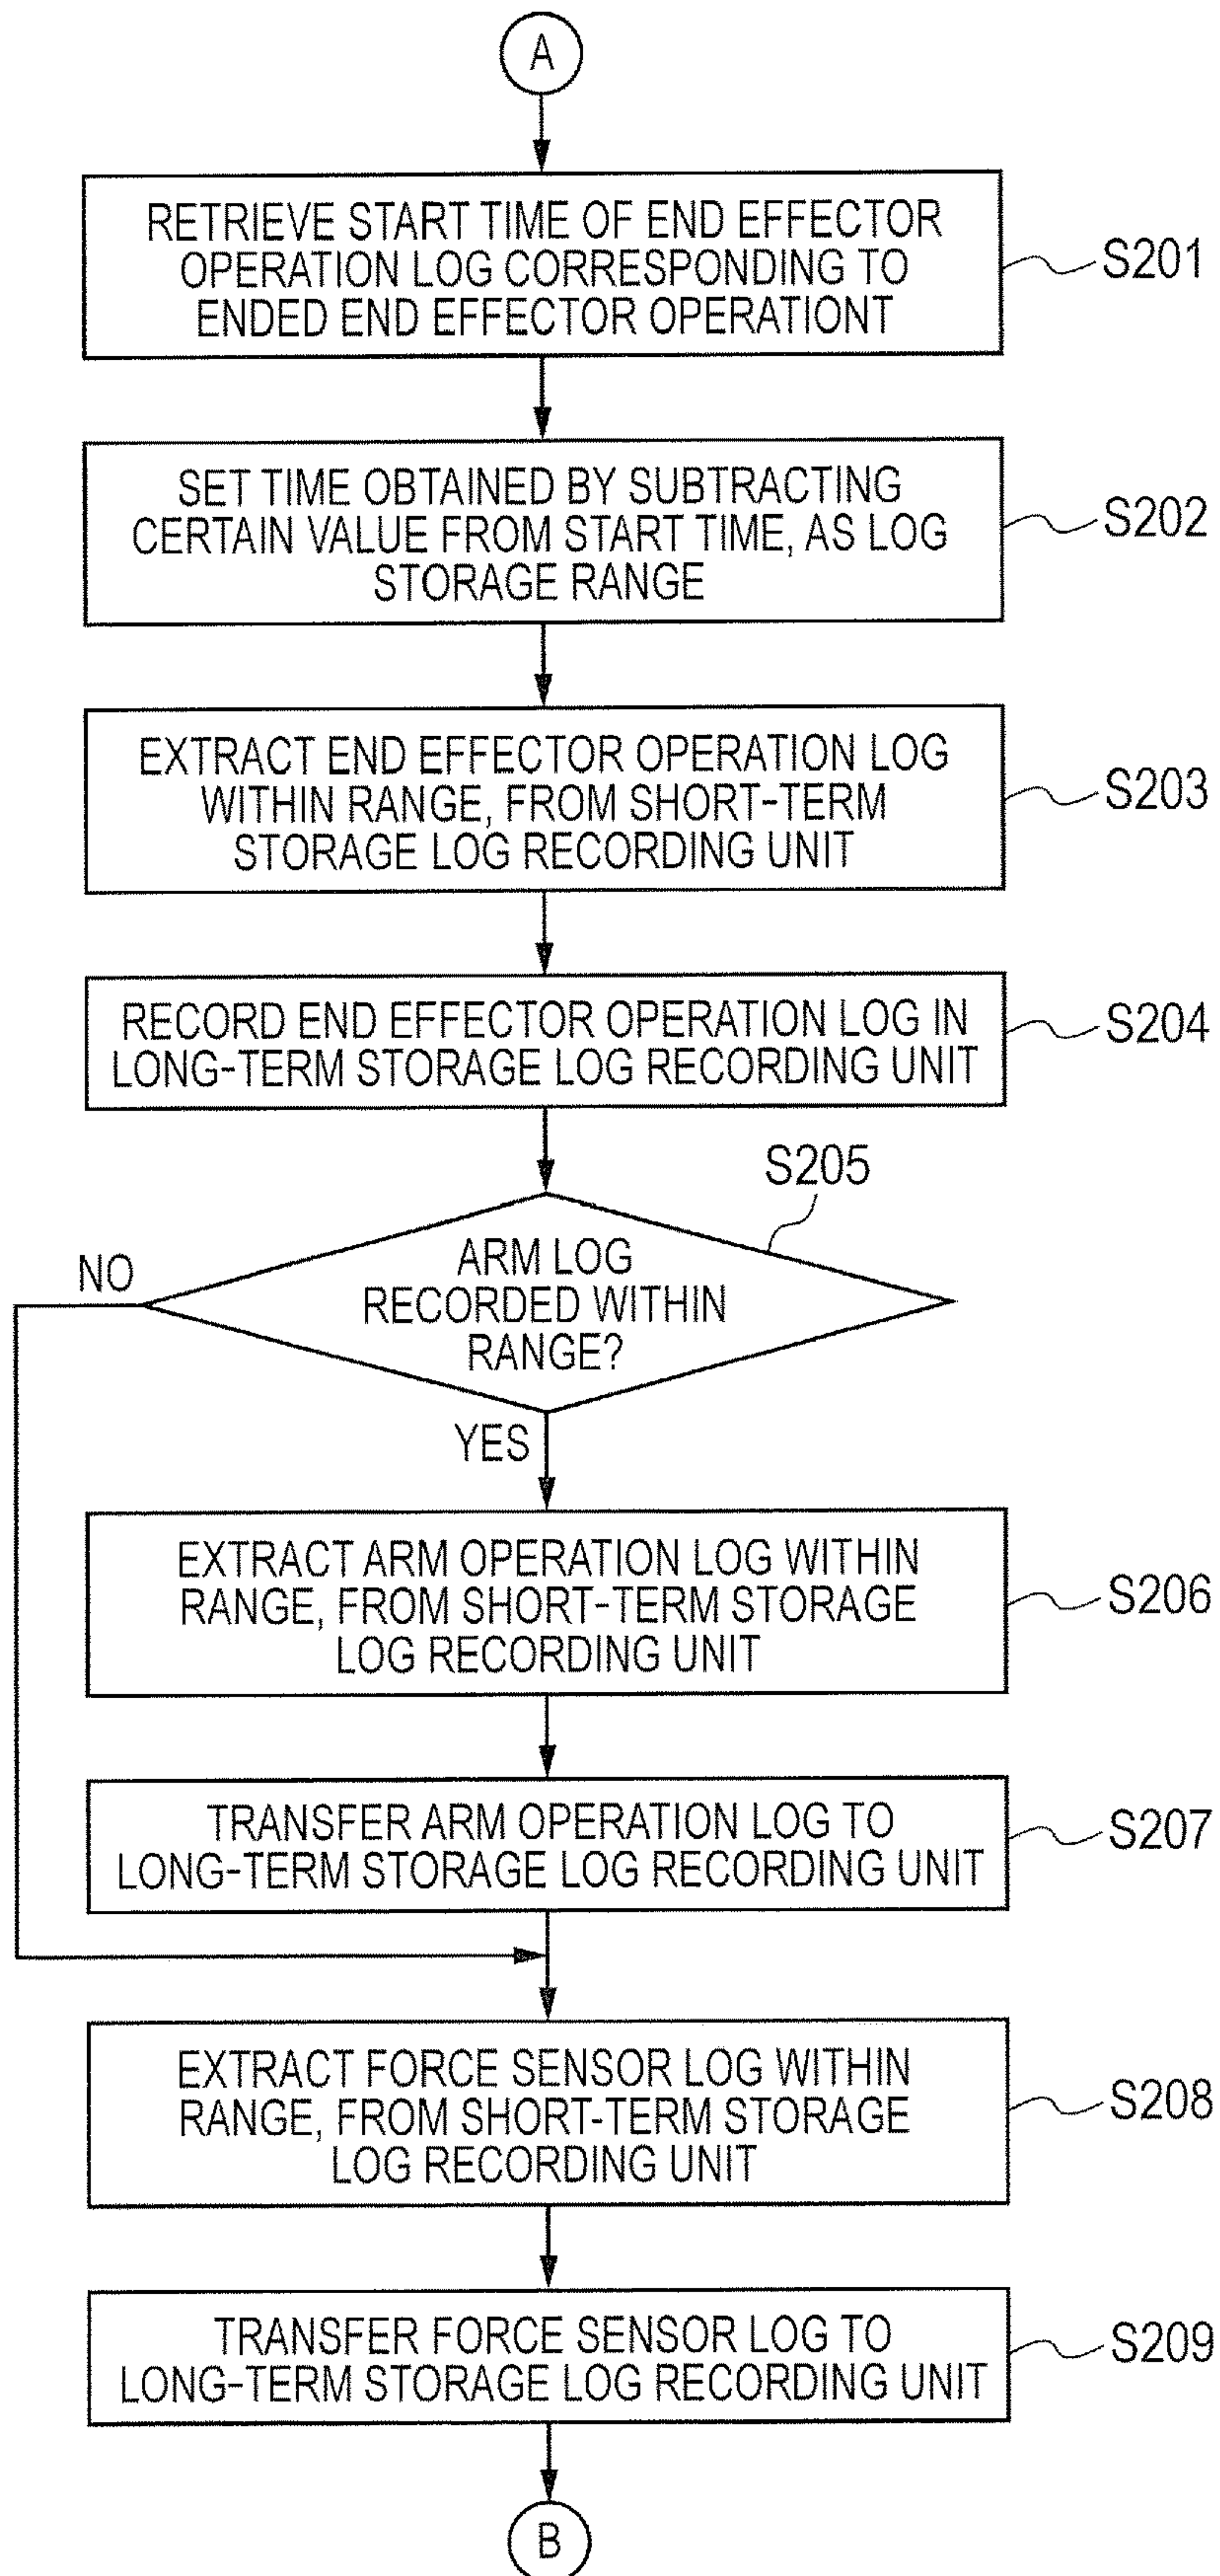 A
RETRIEVE START TIME OF END EFFECTOR
OPERATION LOG CORRESPONDING TO
ENDED END EFFECTOR OPERATIONT
S201
SET TIME OBTAINED BY SUBTRACTING
CERTAIN VALUE FROM START TIME, AS LOG
STORAGE RANGE
S202
EXTRACT END EFFECTOR OPERATION LOG
WITHIN RANGE, FROM SHORT-TERM
STORAGE LOG RECORDING UNIT
S203
RECORD END EFFECTOR OPERATION LOG IN
LONG-TERM STORAGE LOG RECORDING UNIT
S204
S205
ARM LOG
RECORDED WITHIN
RANGE?
NO
YES
EXTRACT ARM OPERATION LOG WITHIN
RANGE, FROM SHORT-TERM STORAGE
LOG RECORDING UNIT
S206
TRANSFER ARM OPERATION LOG TO
LONG-TERM STORAGE LOG RECORDING UNIT
S207
EXTRACT FORCE SENSOR LOG WITHIN
RANGE, FROM SHORT-TERM STORAGE
LOG RECORDING UNIT
S208
TRANSFER FORCE SENSOR LOG TO
LONG-TERM STORAGE LOG RECORDING UNIT
S209
B